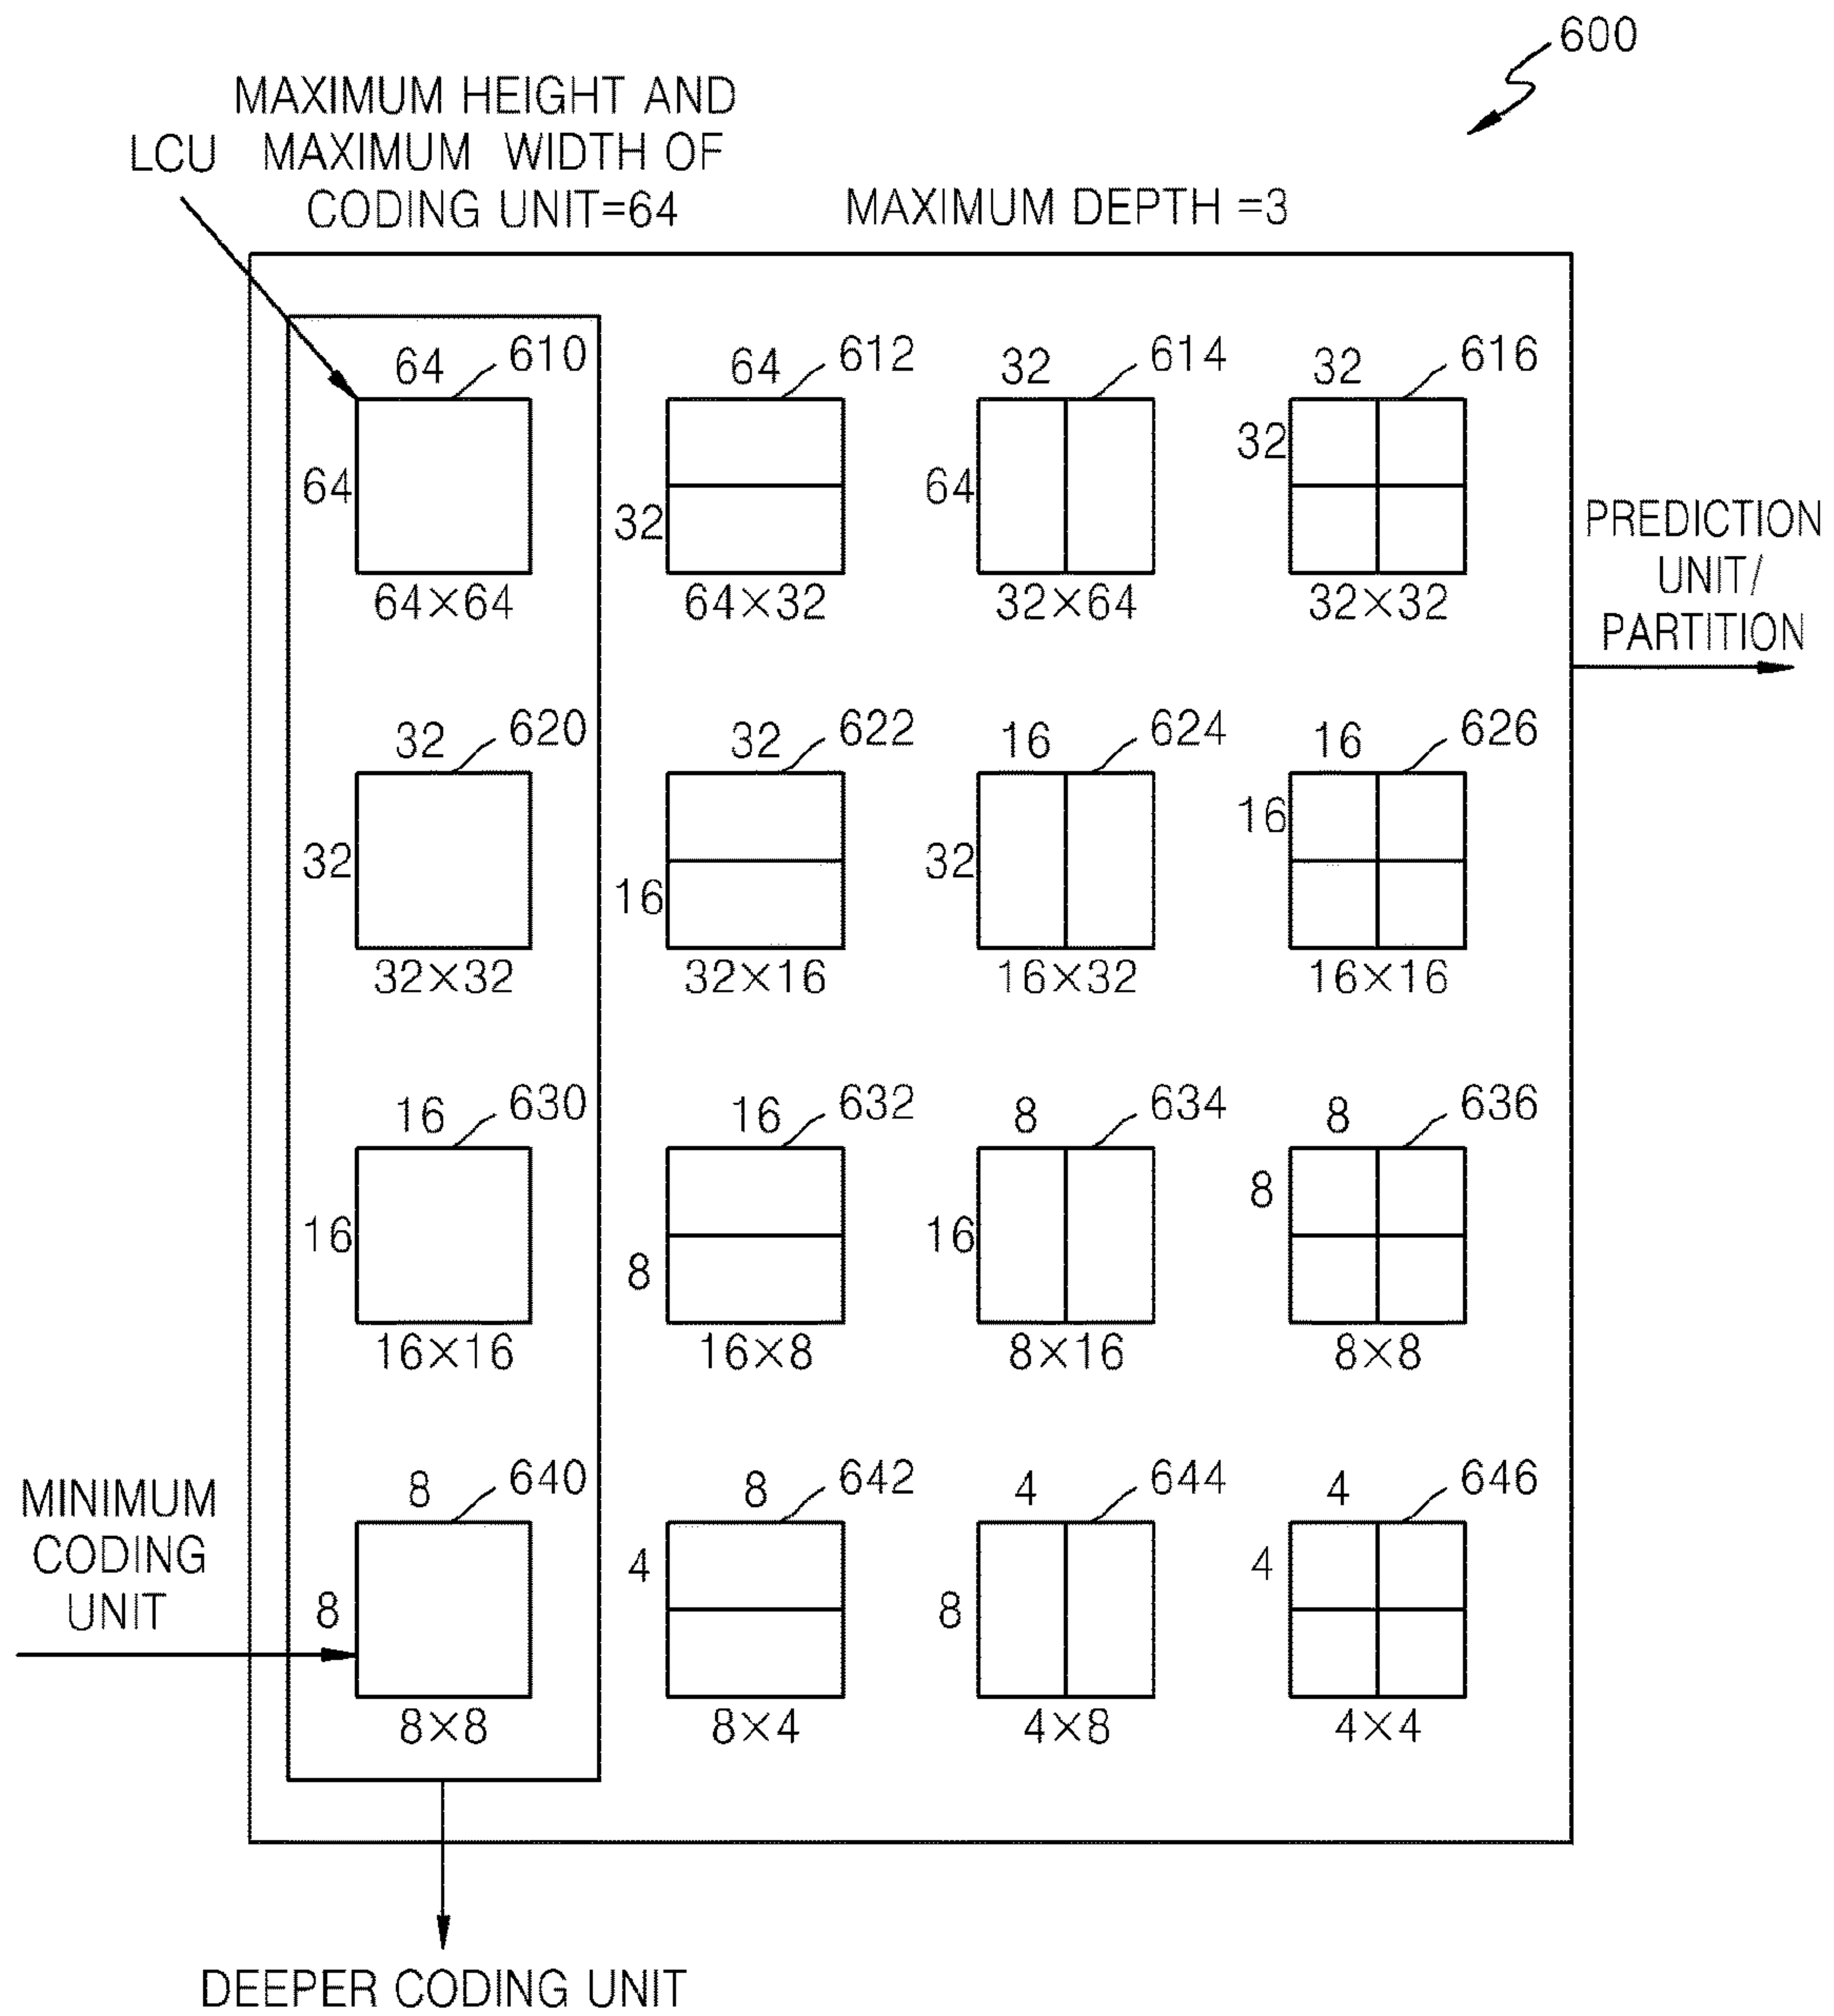 600
MAXIMUM HEIGHT AND
LCU MAXIMUM WIDTH OF
CODING UNIT=64
MAXIMUM DEPTH =3
64 610 64 612 32 614 32 616
64 32 64 32
64×64 64×32 32×64 32×32
PREDICTION
UNIT/
PARTITION
32 620 32 622 16 624 16 626
32 16 32 16
32×32 32×16 16×32 16×16
16 630 16 632 8 634 8 636
16 8 16 8
16×16 16×8 8×16 8×8
MINIMUM
CODING
UNIT
8 640 8 642 4 644 4 646
8 4 8 4
8×8 8×4 4×8 4×4
DEEPER CODING UNIT